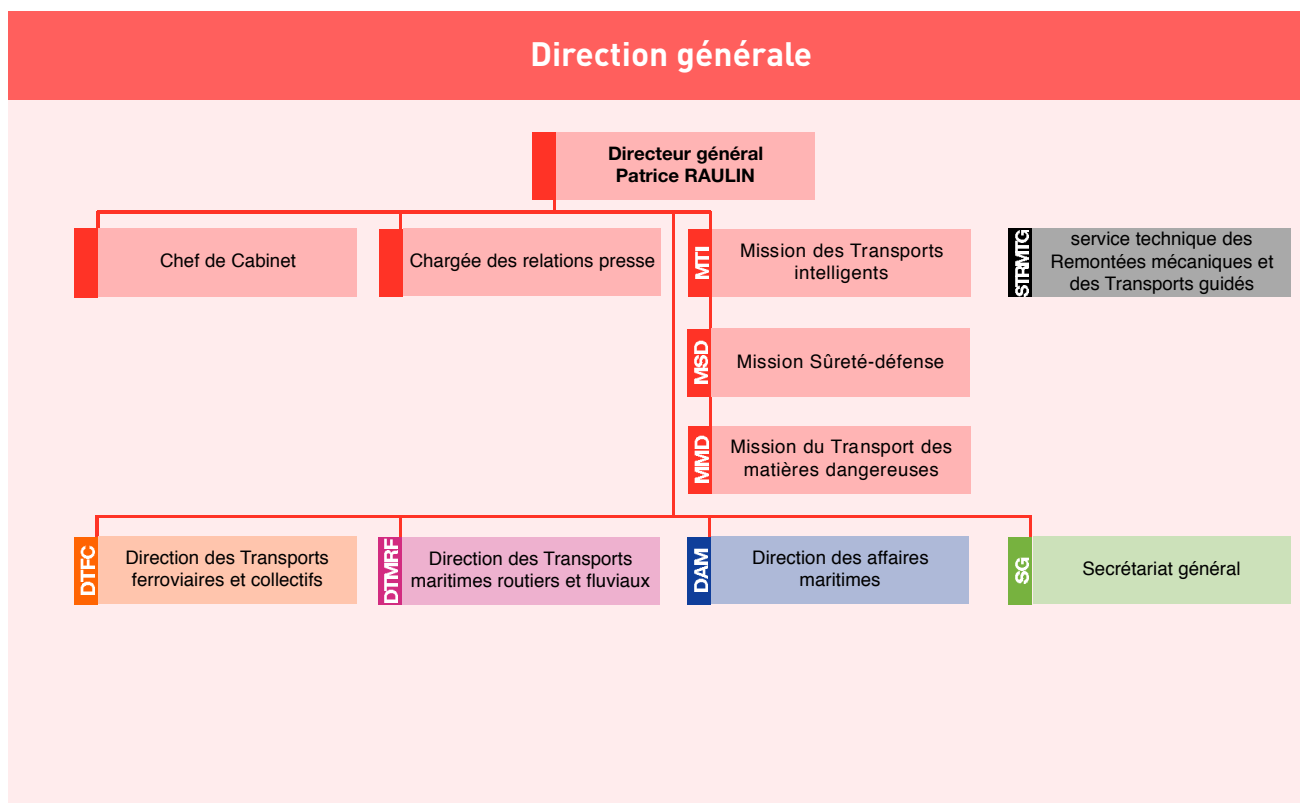 Direction générale
Directeur général
Patrice RAULIN
Chef de Cabinet
Chargée des relations presse
MTI
Mission des Transports
intelligents
STRMTG
service technique des
Remontées mécaniques et
des Transports guidés
MSD
Mission Sûreté-défense
MMD
Mission du Transport des
matières dangereuses
DTFC
Direction des Transports
ferroviaires et collectifs
DTMRF
Direction des Transports
maritimes routiers et fluviaux
DAM
Direction des affaires
maritimes
SG
Secrétariat général